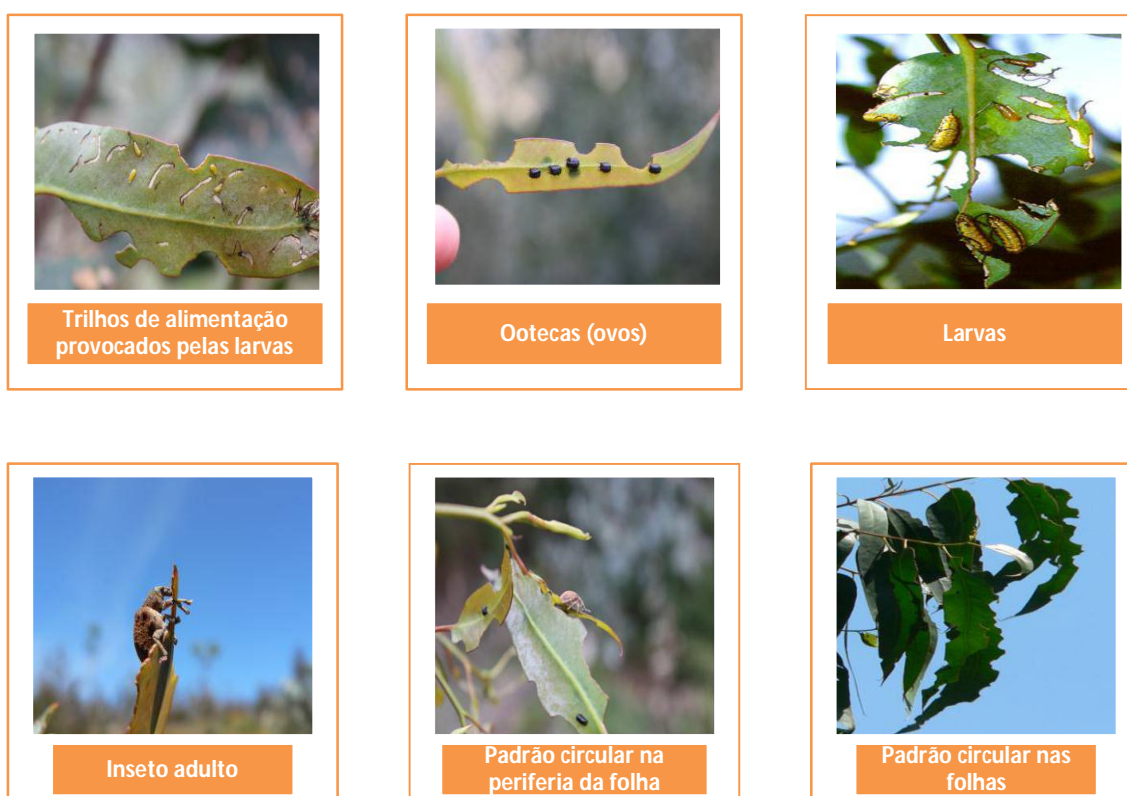 Trilhos de alimentação
provocados pelas larvas
Ootecas (ovos)
Larvas
Inseto adulto
Padrão circular na
periferia da folha
Padrão circular nas
folhas